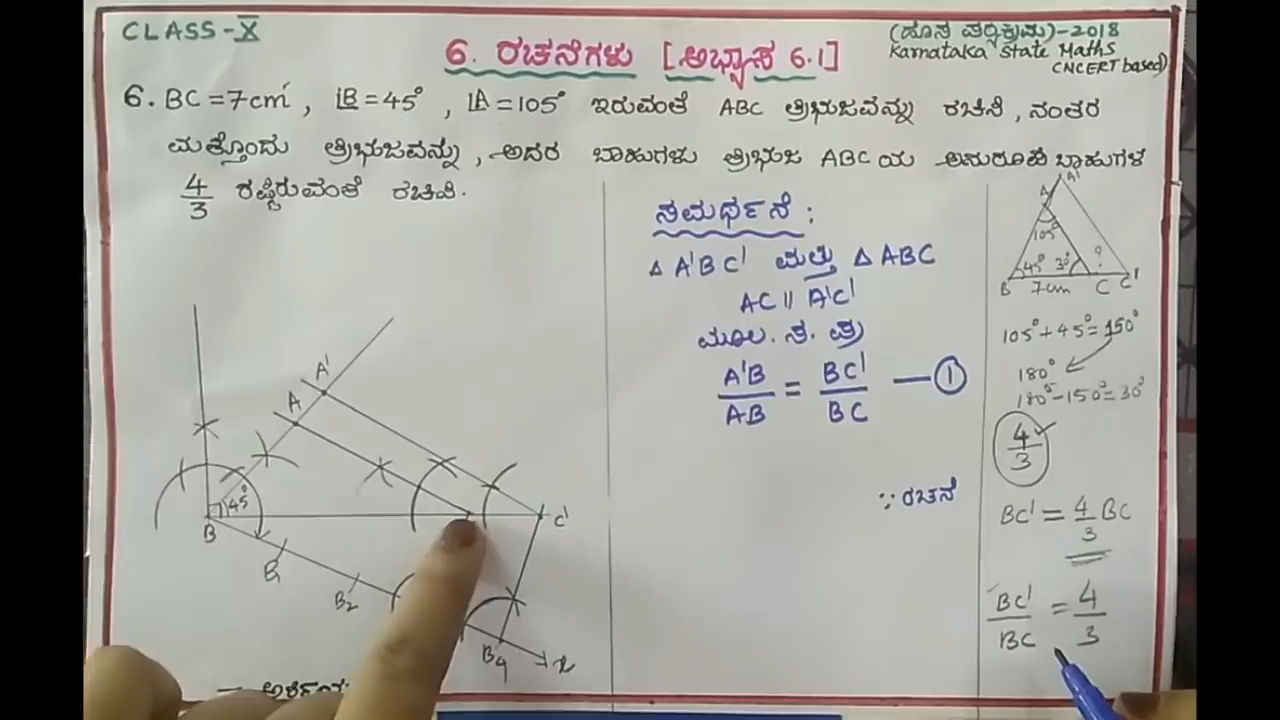 CLASS-X
(ಹೊಸ ಪಠ್ಯಕ್ರಮ)-2018
Karnataka State Maths
(NCERT based)
6. ರಚನೆಗಳು [ಅಭ್ಯಾಸ 6.1]
6. BC = 7cm, ∠B = 45°, ∠A = 105° ಇರುವಂತೆ ABC ತ್ರಿಭುಜವನ್ನು ರಚಿಸಿ, ನಂತರ
ಮತ್ತೊಂದು ತ್ರಿಭುಜವನ್ನು, ಅದರ ಬಾಹುಗಳು ತ್ರಿಭುಜ ABC ಯ ಅನುರೂಪ ಬಾಹುಗಳ
4/3 ರಷ್ಟಿರುವಂತೆ ರಚಿಸಿ.
A'
A
45°
B
C'
B1
B2
B4
x
ಸಮರ್ಥನೆ:
Δ A'BC' ಮತ್ತು Δ ABC
AC || A'C'
ಮೂಲ. ಸ. ಪ್ರ
A'B/AB = BC'/BC — ①
∵ ರಚನೆ
A A'
105°
45° 30° ?
B 7cm C C'
105° + 45° = 150°
180°
180° - 150° = 30°
4/3 ✓
BC' = 4/3 BC
BC'/BC = 4/3